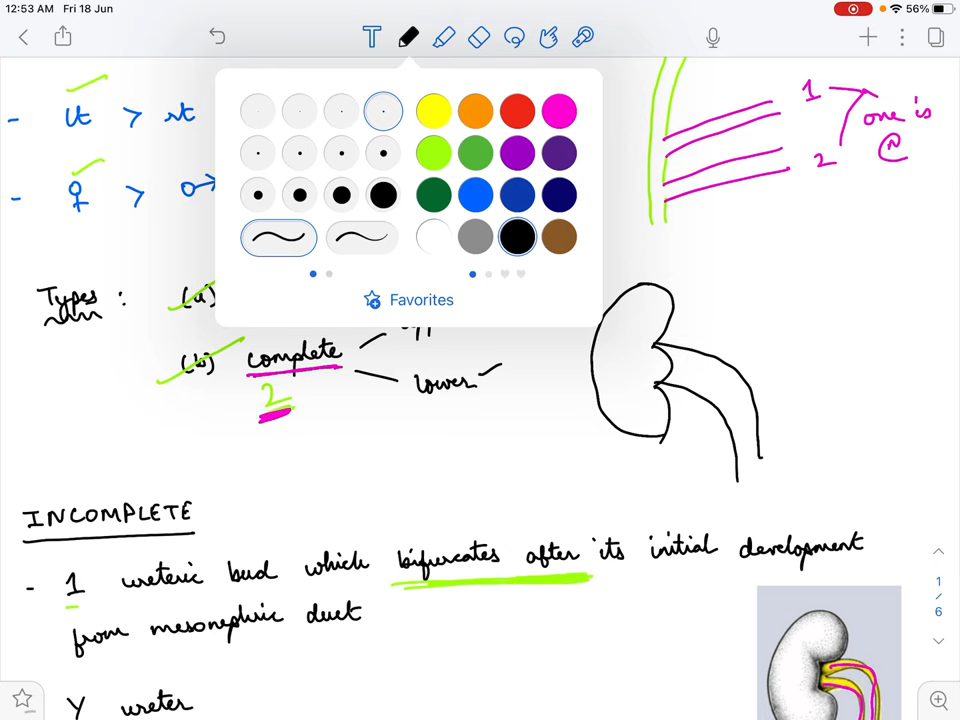 12:53 AM Fri 18 Jun
56%
T
- lt > rt
1
one is
N
2
- ♀ > ♂
Favorites
Types : (a)
(b) complete
lower
2
INCOMPLETE
- 1 ureteric bud which bifurcates after its initial development
from mesonephric duct
Y ureter
1
/
6